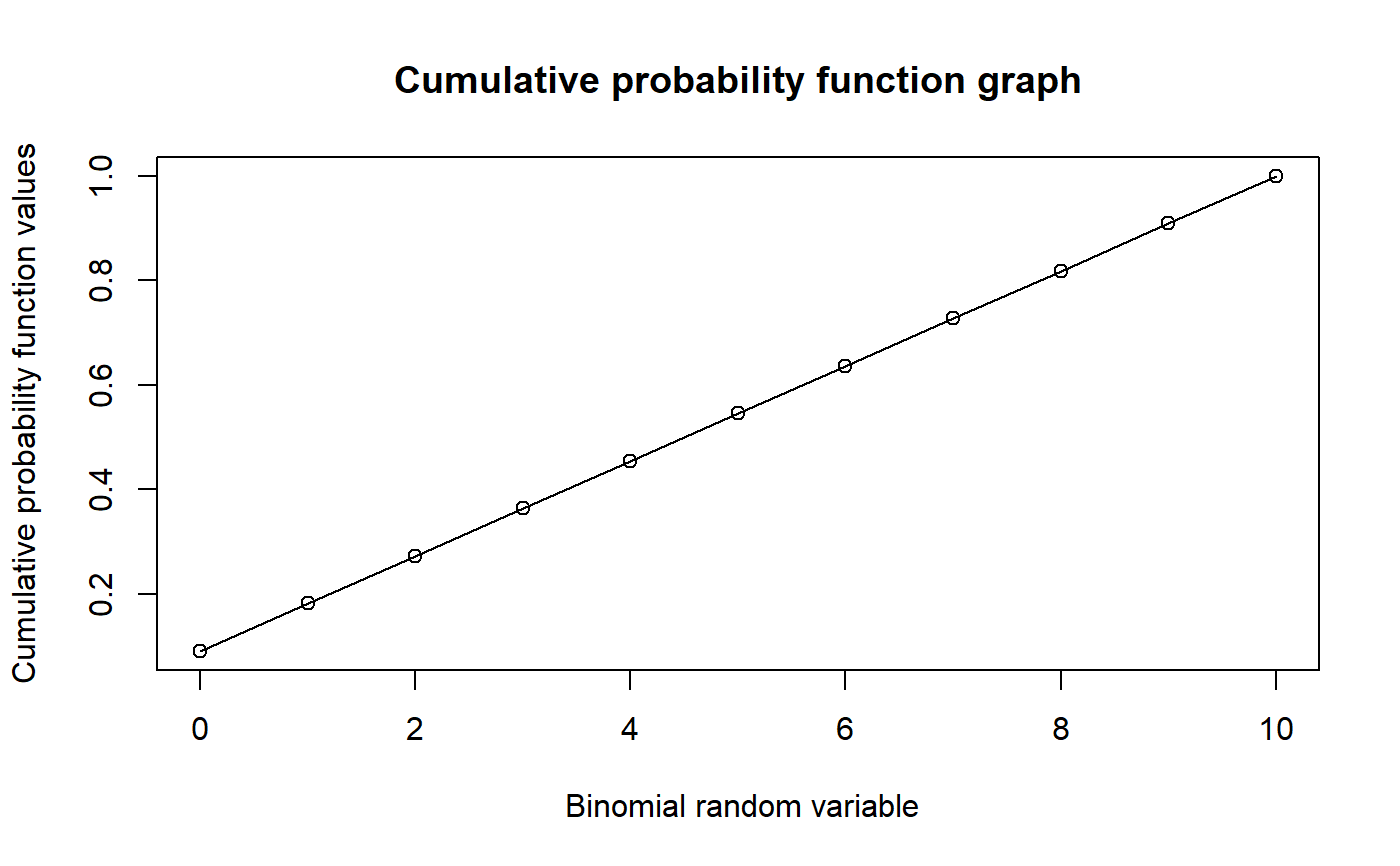 Cumulative probability function graph
Cumulative probability function values
1.0
0.8
0.6
0.4
0.2
0 2 4 6 8 10
Binomial random variable